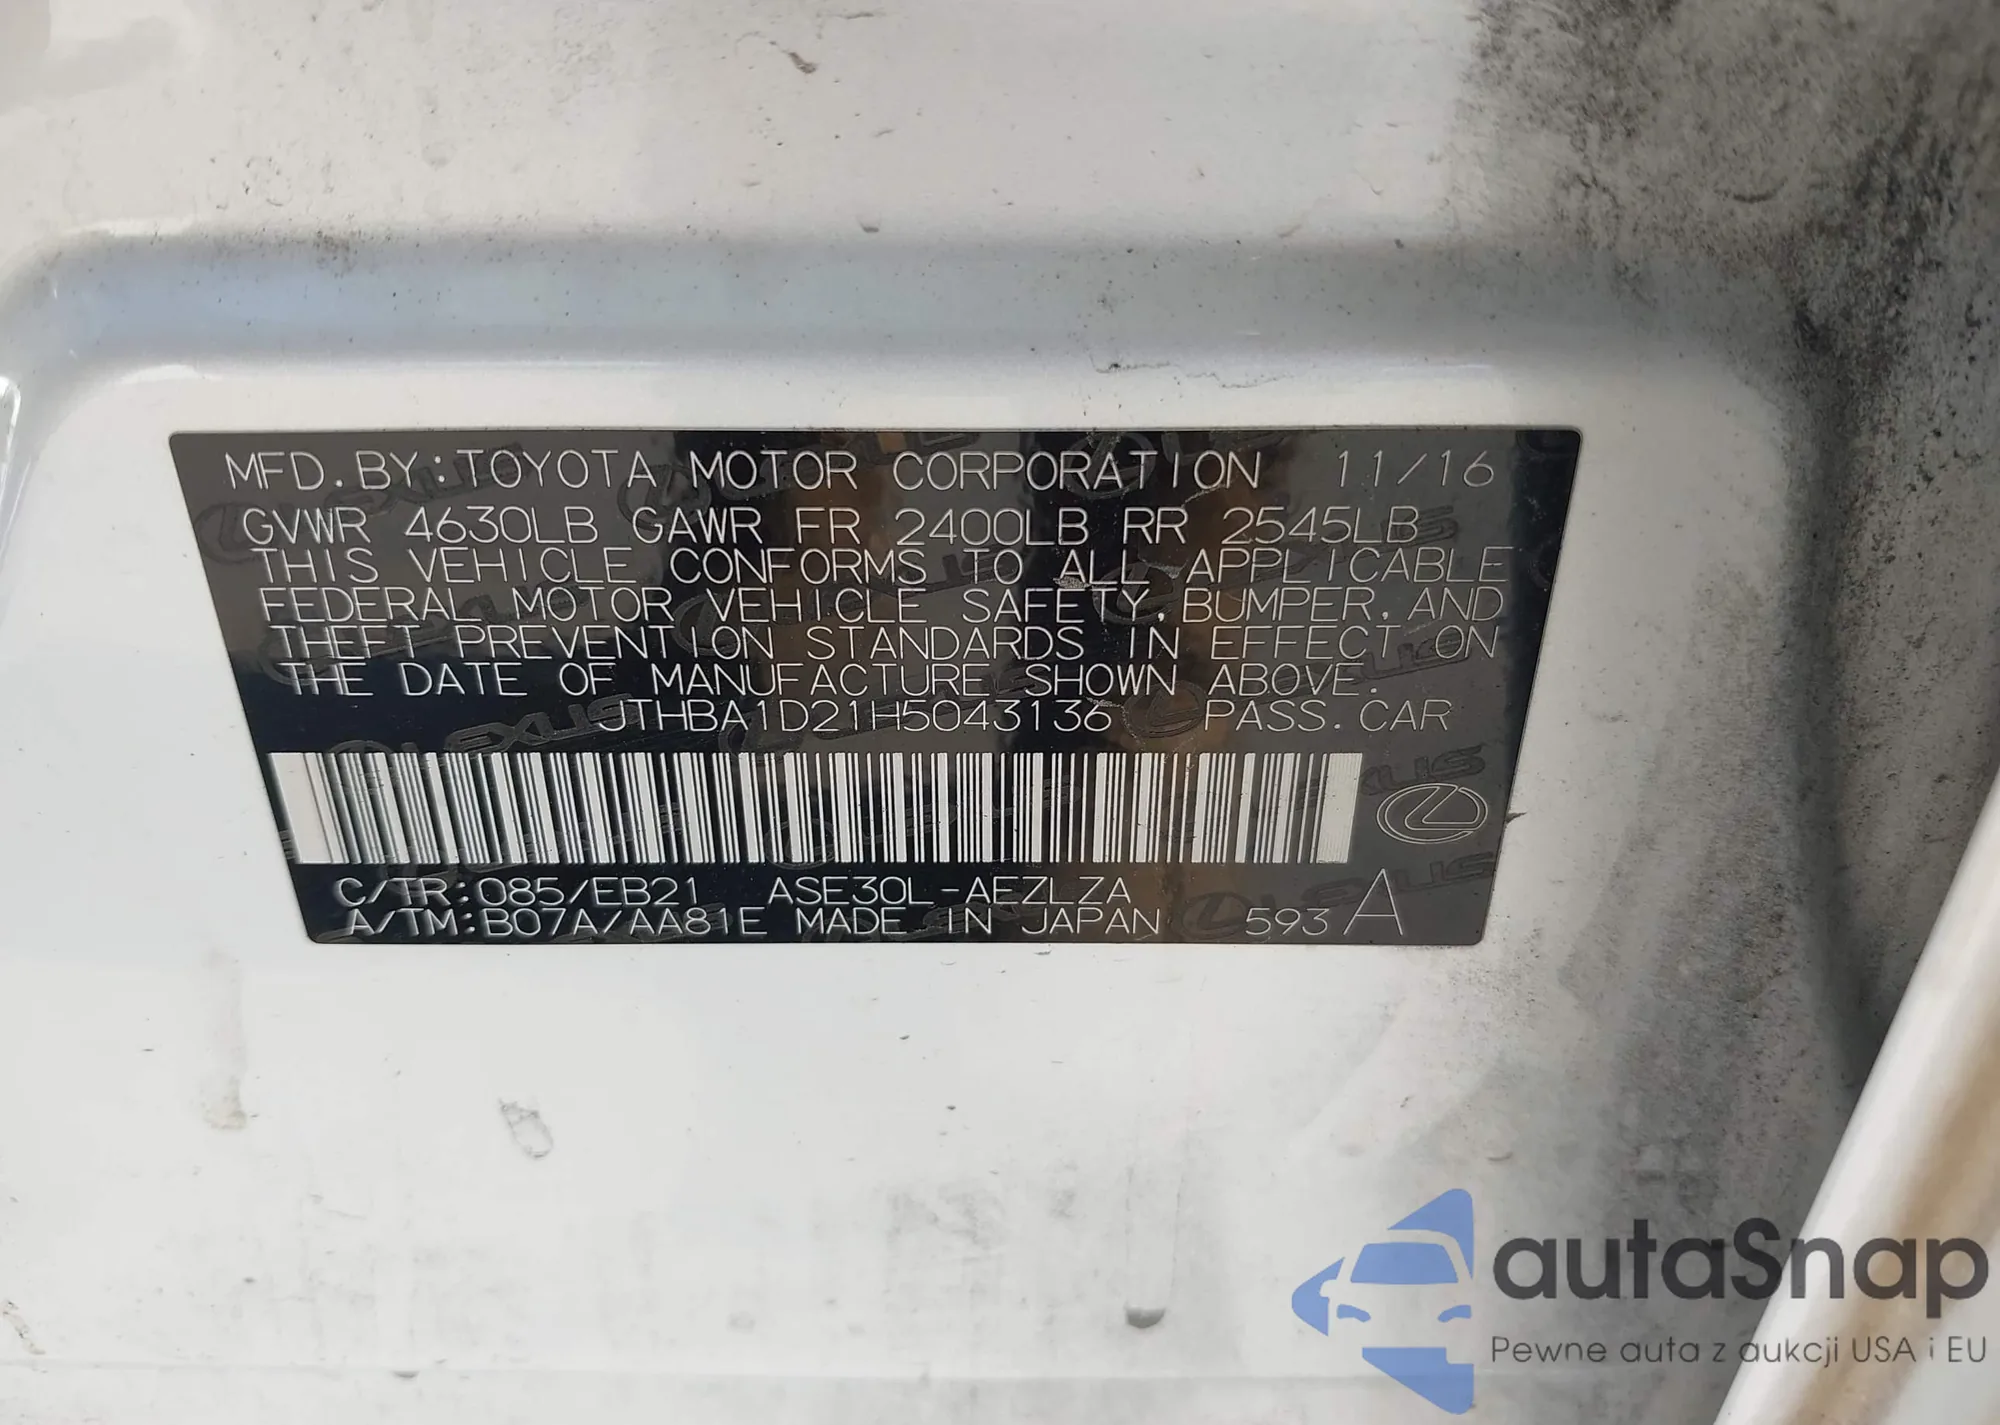 MFD. BY: TOYOTA MOTOR CORPORATION 11/16
GVWR 4630LB GAWR FR 2400LB RR 2545LB
THIS VEHICLE CONFORMS TO ALL APPLICABLE
FEDERAL MOTOR VEHICLE SAFETY, BUMPER, AND
THEFT PREVENTION STANDARDS IN EFFECT ON
THE DATE OF MANUFACTURE SHOWN ABOVE.
JTHBA1D21H5043136 PASS. CAR
C/TR: 085/EB21 ASE30L-AEZLZA
A/TM: B07A/AA81E MADE IN JAPAN 593 A
autaSnap
Pewne auta z aukcji USA i EU